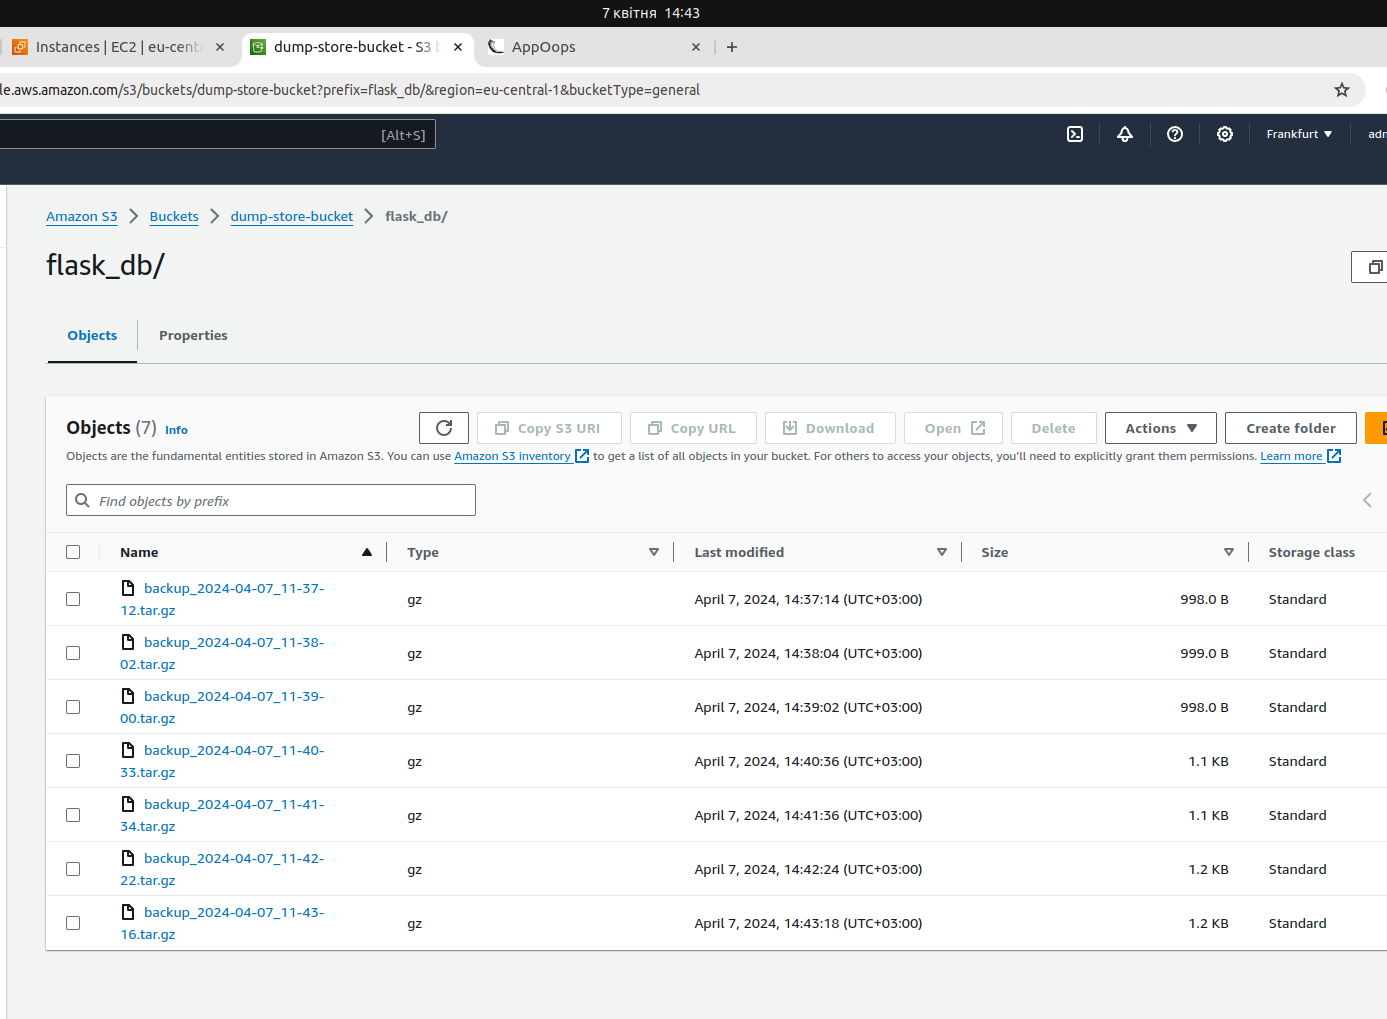 7 квітня 14:43
Instances | EC2 | eu-cent
dump-store-bucket - S3 b
AppOops
le.aws.amazon.com/s3/buckets/dump-store-bucket?prefix=flask_db/&region=eu-central-1&bucketType=general
[Alt+S]
Frankfurt
adm
Amazon S3 > Buckets > dump-store-bucket > flask_db/
flask_db/
Objects
Properties
Objects (7) Info
Copy S3 URI
Copy URL
Download
Open
Delete
Actions
Create folder
Objects are the fundamental entities stored in Amazon S3. You can use Amazon S3 inventory to get a list of all objects in your bucket. For others to access your objects, you'll need to explicitly grant them permissions. Learn more
Find objects by prefix
Name Type Last modified Size Storage class
backup_2024-04-07_11-37-
12.tar.gz
gz April 7, 2024, 14:37:14 (UTC+03:00) 998.0 B Standard
backup_2024-04-07_11-38-
02.tar.gz
gz April 7, 2024, 14:38:04 (UTC+03:00) 999.0 B Standard
backup_2024-04-07_11-39-
00.tar.gz
gz April 7, 2024, 14:39:02 (UTC+03:00) 998.0 B Standard
backup_2024-04-07_11-40-
33.tar.gz
gz April 7, 2024, 14:40:36 (UTC+03:00) 1.1 KB Standard
backup_2024-04-07_11-41-
34.tar.gz
gz April 7, 2024, 14:41:36 (UTC+03:00) 1.1 KB Standard
backup_2024-04-07_11-42-
22.tar.gz
gz April 7, 2024, 14:42:24 (UTC+03:00) 1.2 KB Standard
backup_2024-04-07_11-43-
16.tar.gz
gz April 7, 2024, 14:43:18 (UTC+03:00) 1.2 KB Standard